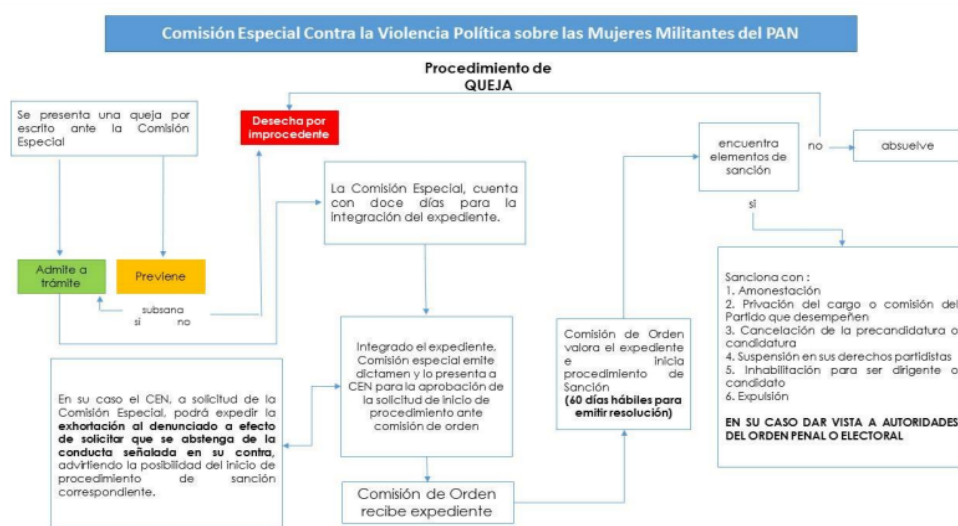 Comisión Especial Contra la Violencia Política sobre las Mujeres Militantes del PAN
Procedimiento de
QUEJA
Se presenta una queja por
escrito ante la Comisión
Especial
Desecha por
improcedente
encuentra
elementos de
sanción
no
absuelve
si
La Comisión Especial, cuenta
con doce días para la
integración del expediente.
Admite a
trámite
Previene
subsana
si no
Sanciona con :
1. Amonestación
2. Privación del cargo o comisión del
Partido que desempeñen
3. Cancelación de la precandidatura o
candidatura
4. Suspensión en sus derechos partidistas
5. Inhabilitación para ser dirigente o
candidato
6. Expulsión
EN SU CASO DAR VISTA A AUTORIDADES
DEL ORDEN PENAL O ELECTORAL
Integrado el expediente,
Comisión especial emite
dictamen y lo presenta a
CEN para la aprobación de
la solicitud de inicio de
procedimiento ante
comisión de orden
Comisión de Orden
valora el expediente
e inicia
procedimiento de
Sanción
(60 días hábiles para
emitir resolución)
En su caso el CEN, a solicitud de la
Comisión Especial, podrá expedir la
exhortación al denunciado a efecto
de solicitar que se abstenga de la
conducta señalada en su contra,
advirtiendo la posibilidad del inicio de
procedimiento de sanción
correspondiente.
Comisión de Orden
recibe expediente